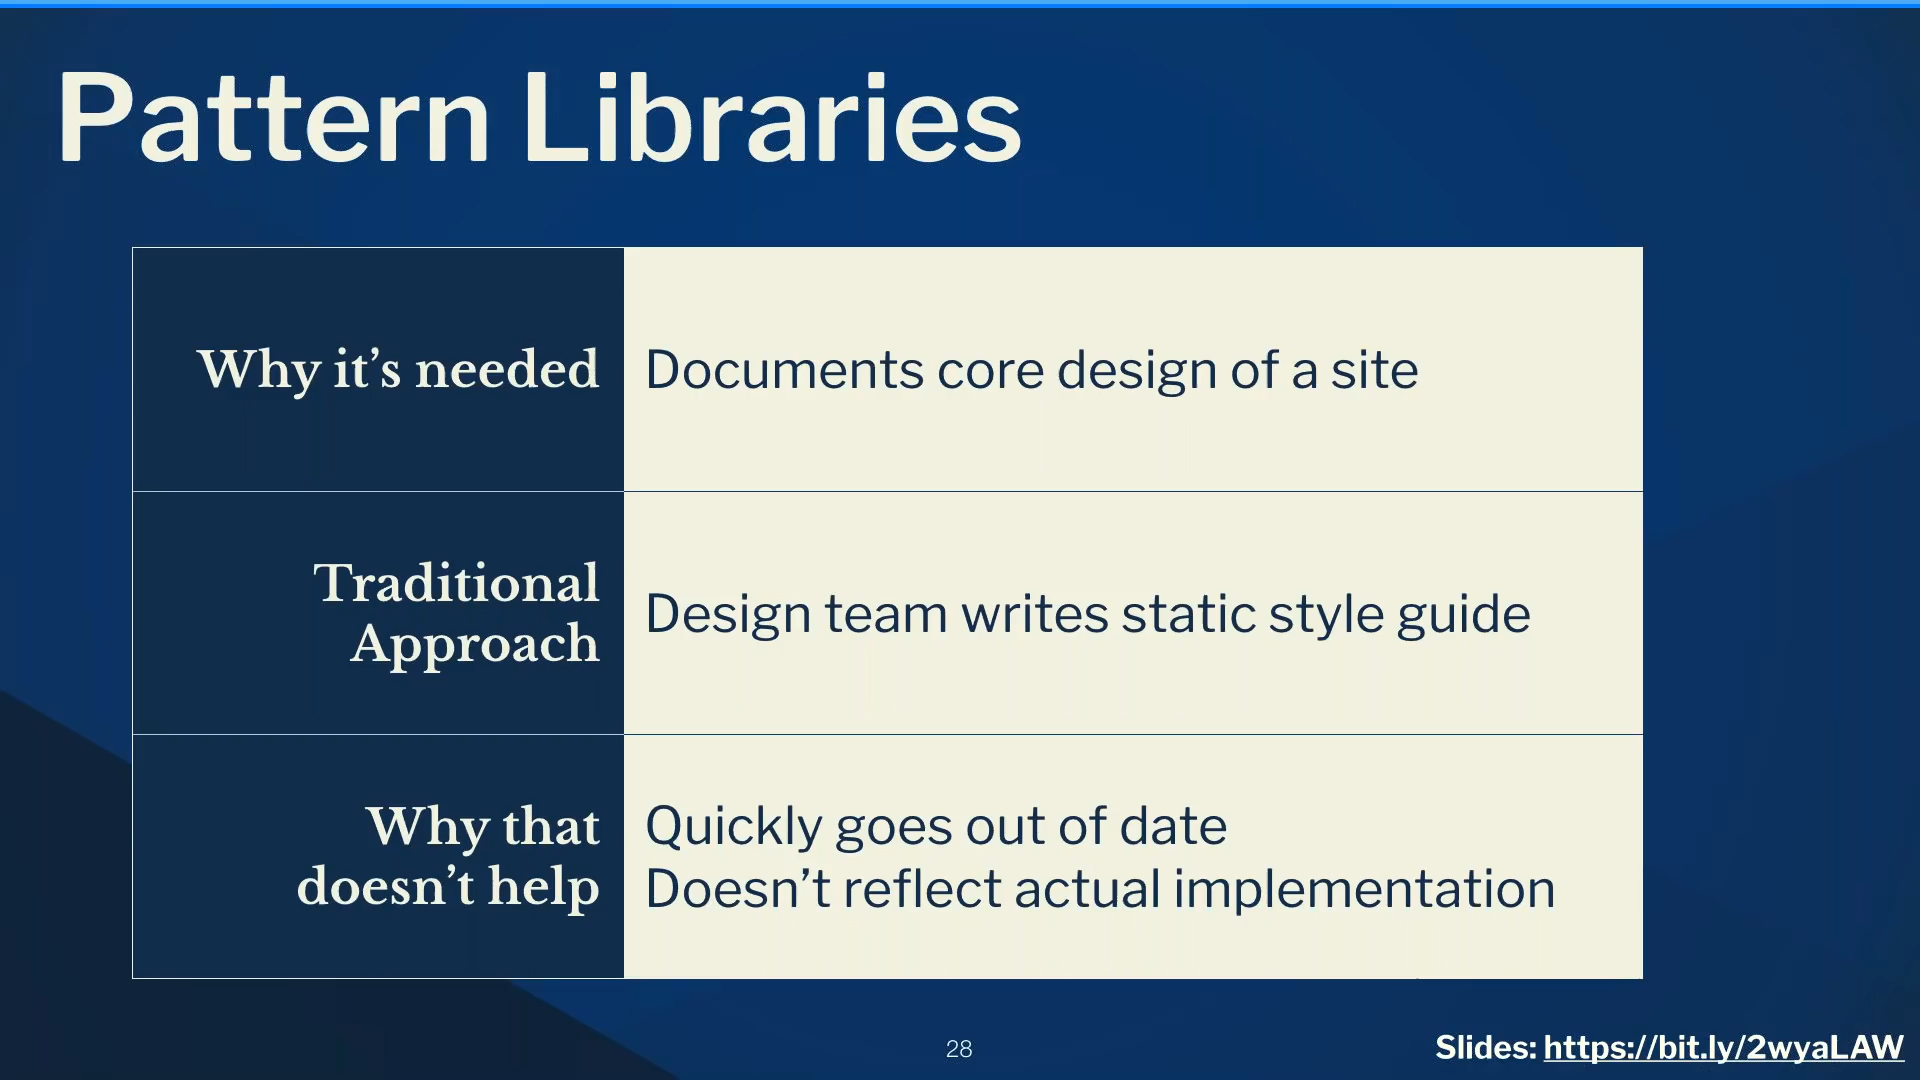 Pattern Libraries
Why it’s needed
Documents core design of a site
Traditional
Approach
Design team writes static style guide
Why that
doesn’t help
Quickly goes out of date
Doesn’t reflect actual implementation
28
Slides: https://bit.ly/2wyaLAW